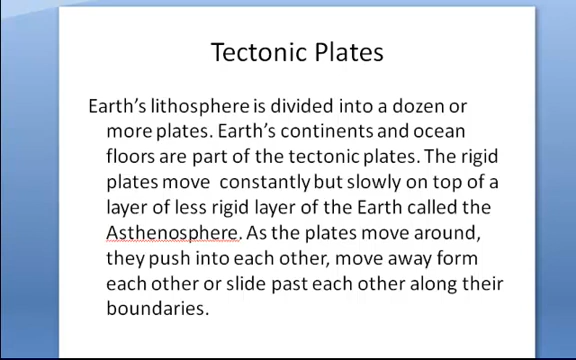 Tectonic Plates
Earth's lithosphere is divided into a dozen or
more plates. Earth's continents and ocean
floors are part of the tectonic plates. The rigid
plates move constantly but slowly on top of a
layer of less rigid layer of the Earth called the
Asthenosphere. As the plates move around,
they push into each other, move away form
each other or slide past each other along their
boundaries.